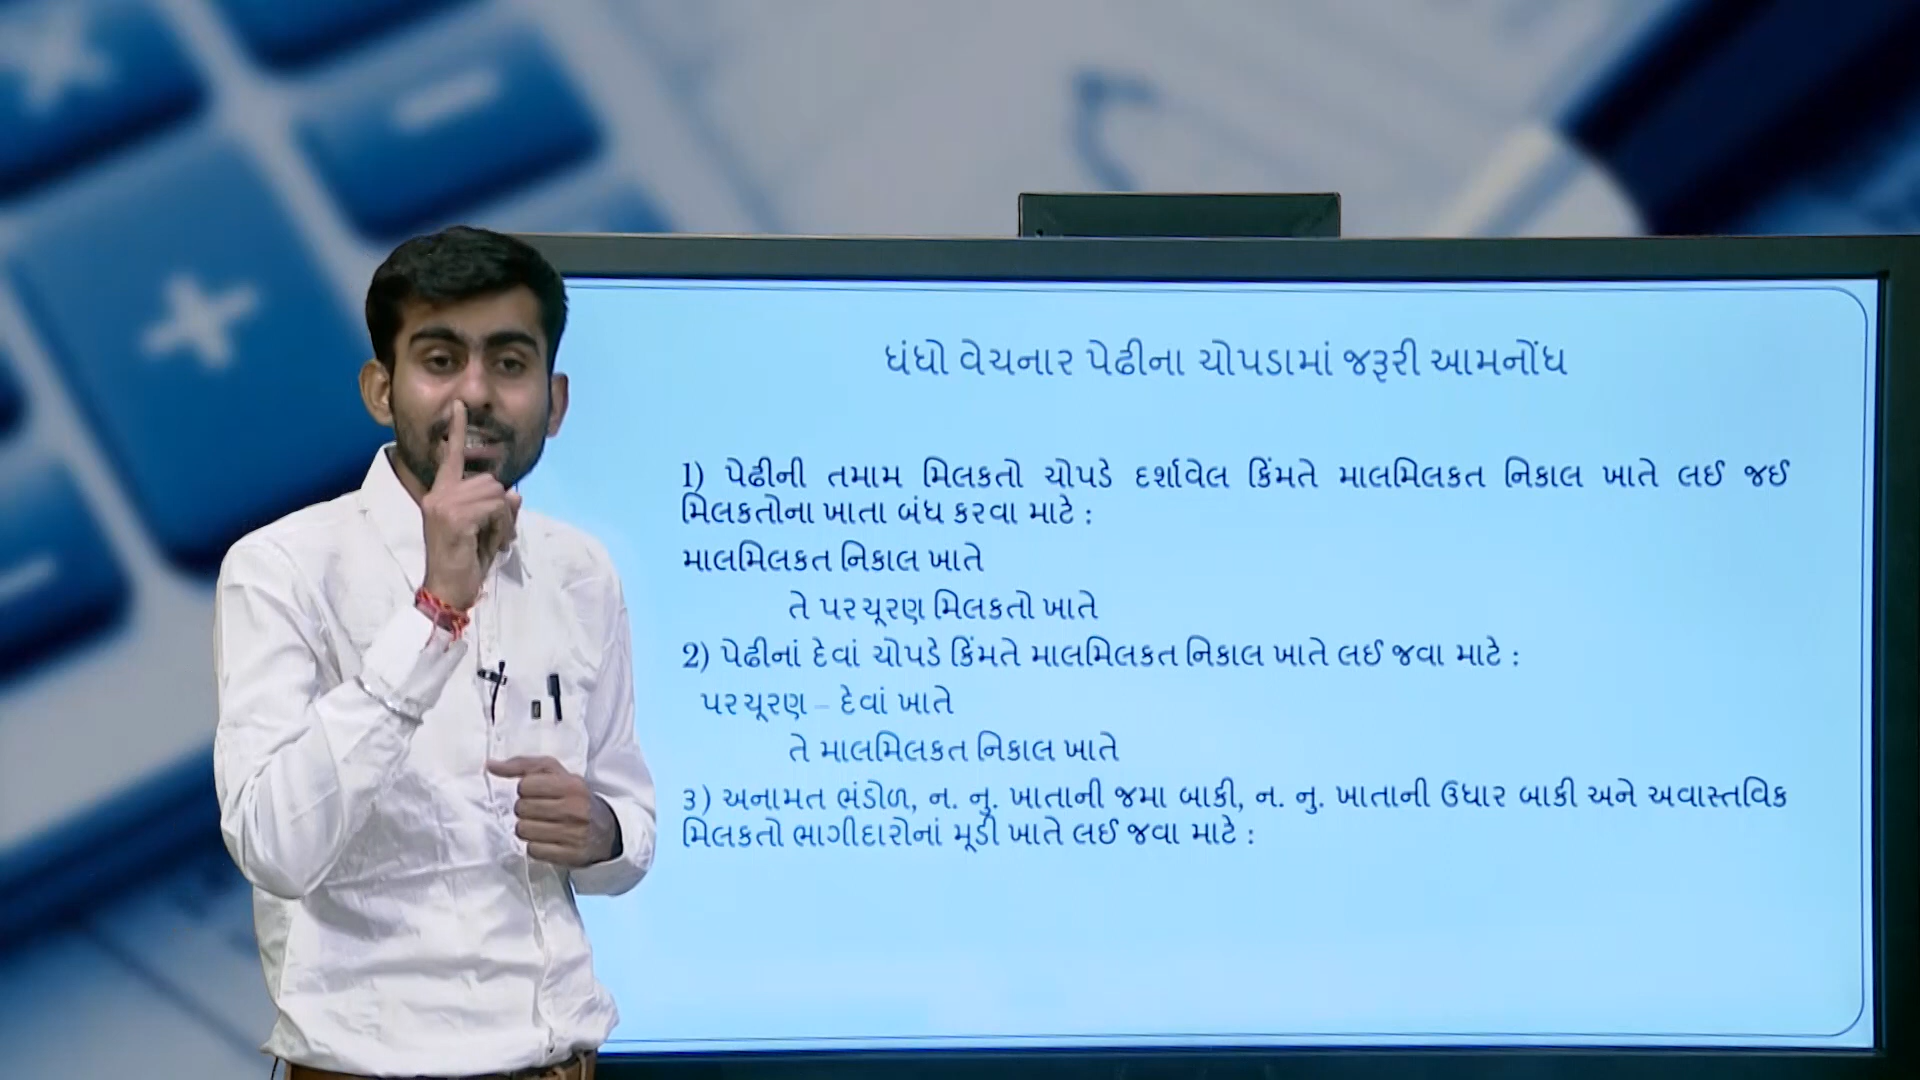 ધંધો વેચનાર પેઢીના ચોપડામાં જરૂરી આમનોંધ
1) પેઢીની તમામ મિલકતો ચોપડે દર્શાવેલ કિંમતે માલમિલકત નિકાલ ખાતે લઈ જઈ
મિલકતોના ખાતા બંધ કરવા માટે :
માલમિલકત નિકાલ ખાતે
તે પરચૂરણ મિલકતો ખાતે
2) પેઢીનાં દેવાં ચોપડે કિંમતે માલમિલકત નિકાલ ખાતે લઈ જવા માટે :
પરચૂરણ – દેવાં ખાતે
તે માલમિલકત નિકાલ ખાતે
૩) અનામત ભંડોળ, ન. નુ. ખાતાની જમા બાકી, ન. નુ. ખાતાની ઉધાર બાકી અને અવાસ્તવિક
મિલકતો ભાગીદારોનાં મૂડી ખાતે લઈ જવા માટે :